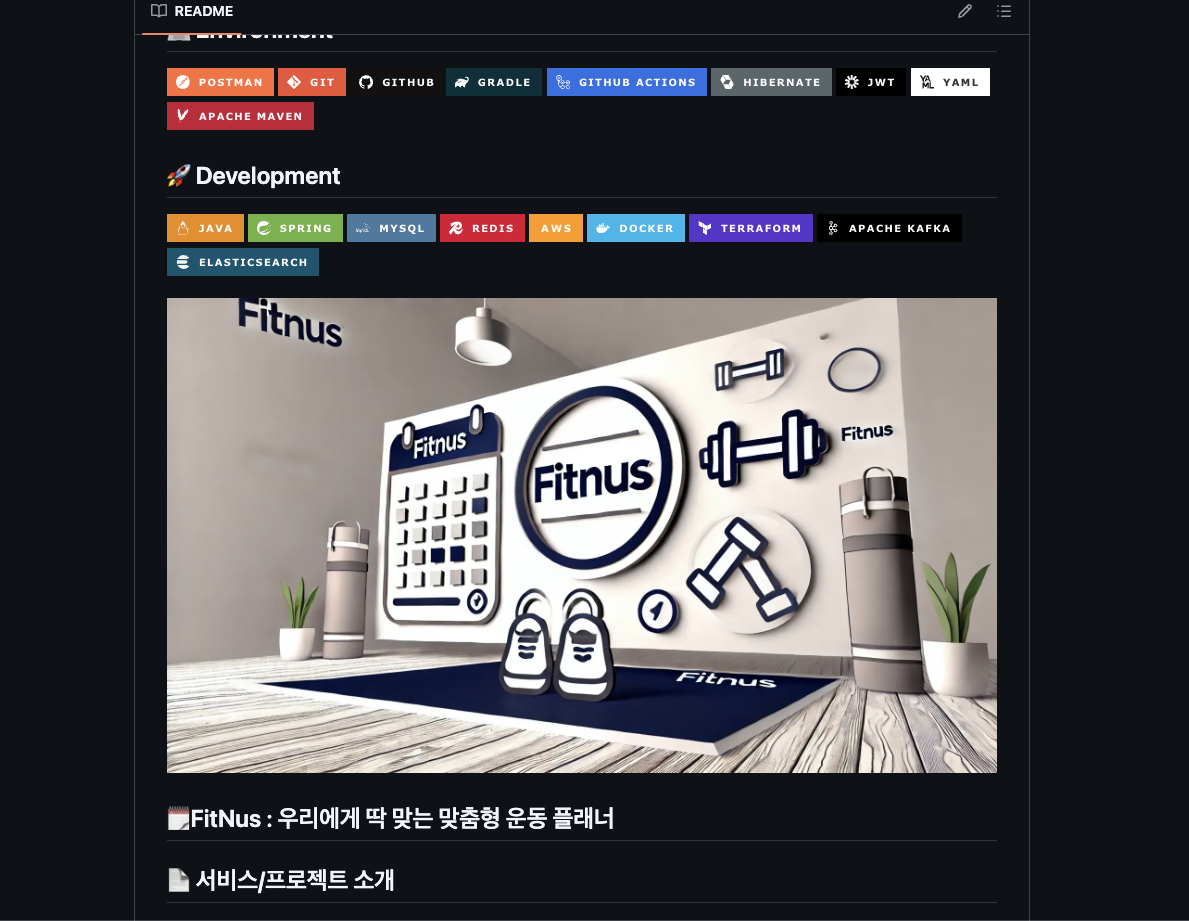 README
Environment
POSTMAN GIT GITHUB GRADLE GITHUB ACTIONS HIBERNATE JWT YAML
APACHE MAVEN
🚀 Development
JAVA SPRING MYSQL REDIS AWS DOCKER TERRAFORM APACHE KAFKA
ELASTICSEARCH
Fitnus
Fitnus
Fitnus
Fitnus
Fitnus
🗒️FitNus : 우리에게 딱 맞는 맞춤형 운동 플래너
📄 서비스/프로젝트 소개